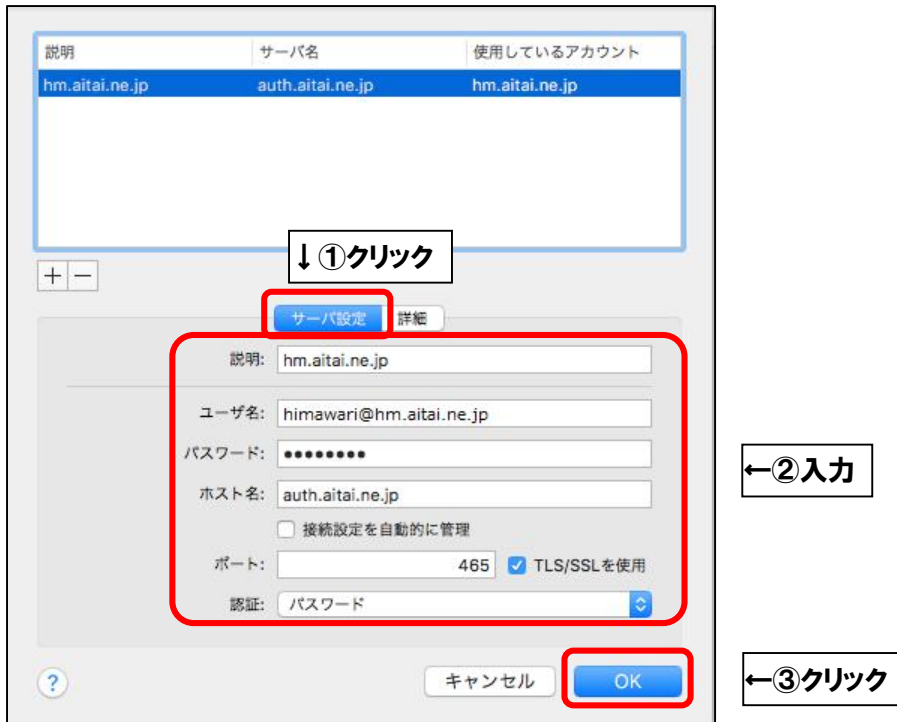 説明 サーバ名 使用しているアカウント
hm.aitai.ne.jp auth.aitai.ne.jp hm.aitai.ne.jp
↓①クリック
+ −
サーバ設定 詳細
説明: hm.aitai.ne.jp
ユーザ名: himawari@hm.aitai.ne.jp
パスワード: ●●●●●●●●
←②入力
ホスト名: auth.aitai.ne.jp
接続設定を自動的に管理
ポート: 465 TLS/SSLを使用
認証: パスワード
? キャンセル OK
←③クリック